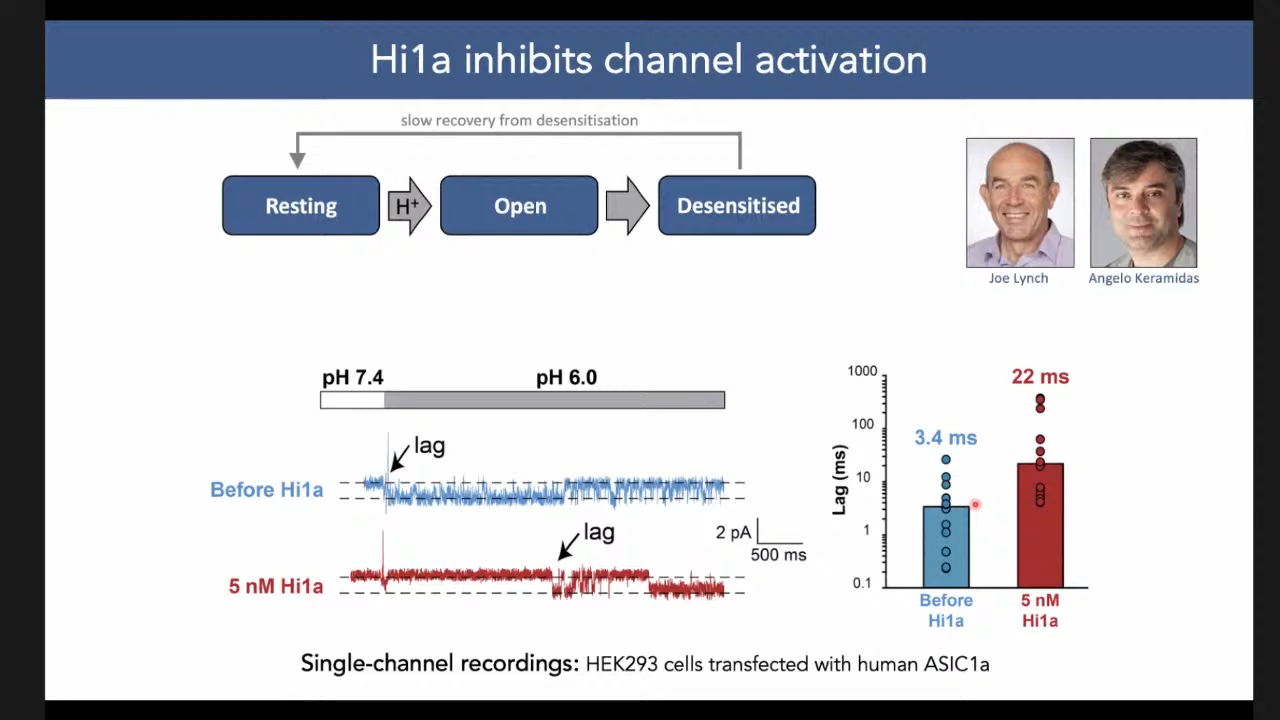 Hi1a inhibits channel activation
slow recovery from desensitisation
Resting
H+
Open
Desensitised
Joe Lynch
Angelo Keramidas
pH 7.4
pH 6.0
lag
Before Hi1a
lag
5 nM Hi1a
2 pA
500 ms
Lag (ms)
1000
100
10
1
0.1
3.4 ms
22 ms
Before
Hi1a
5 nM
Hi1a
Single-channel recordings: HEK293 cells transfected with human ASIC1a